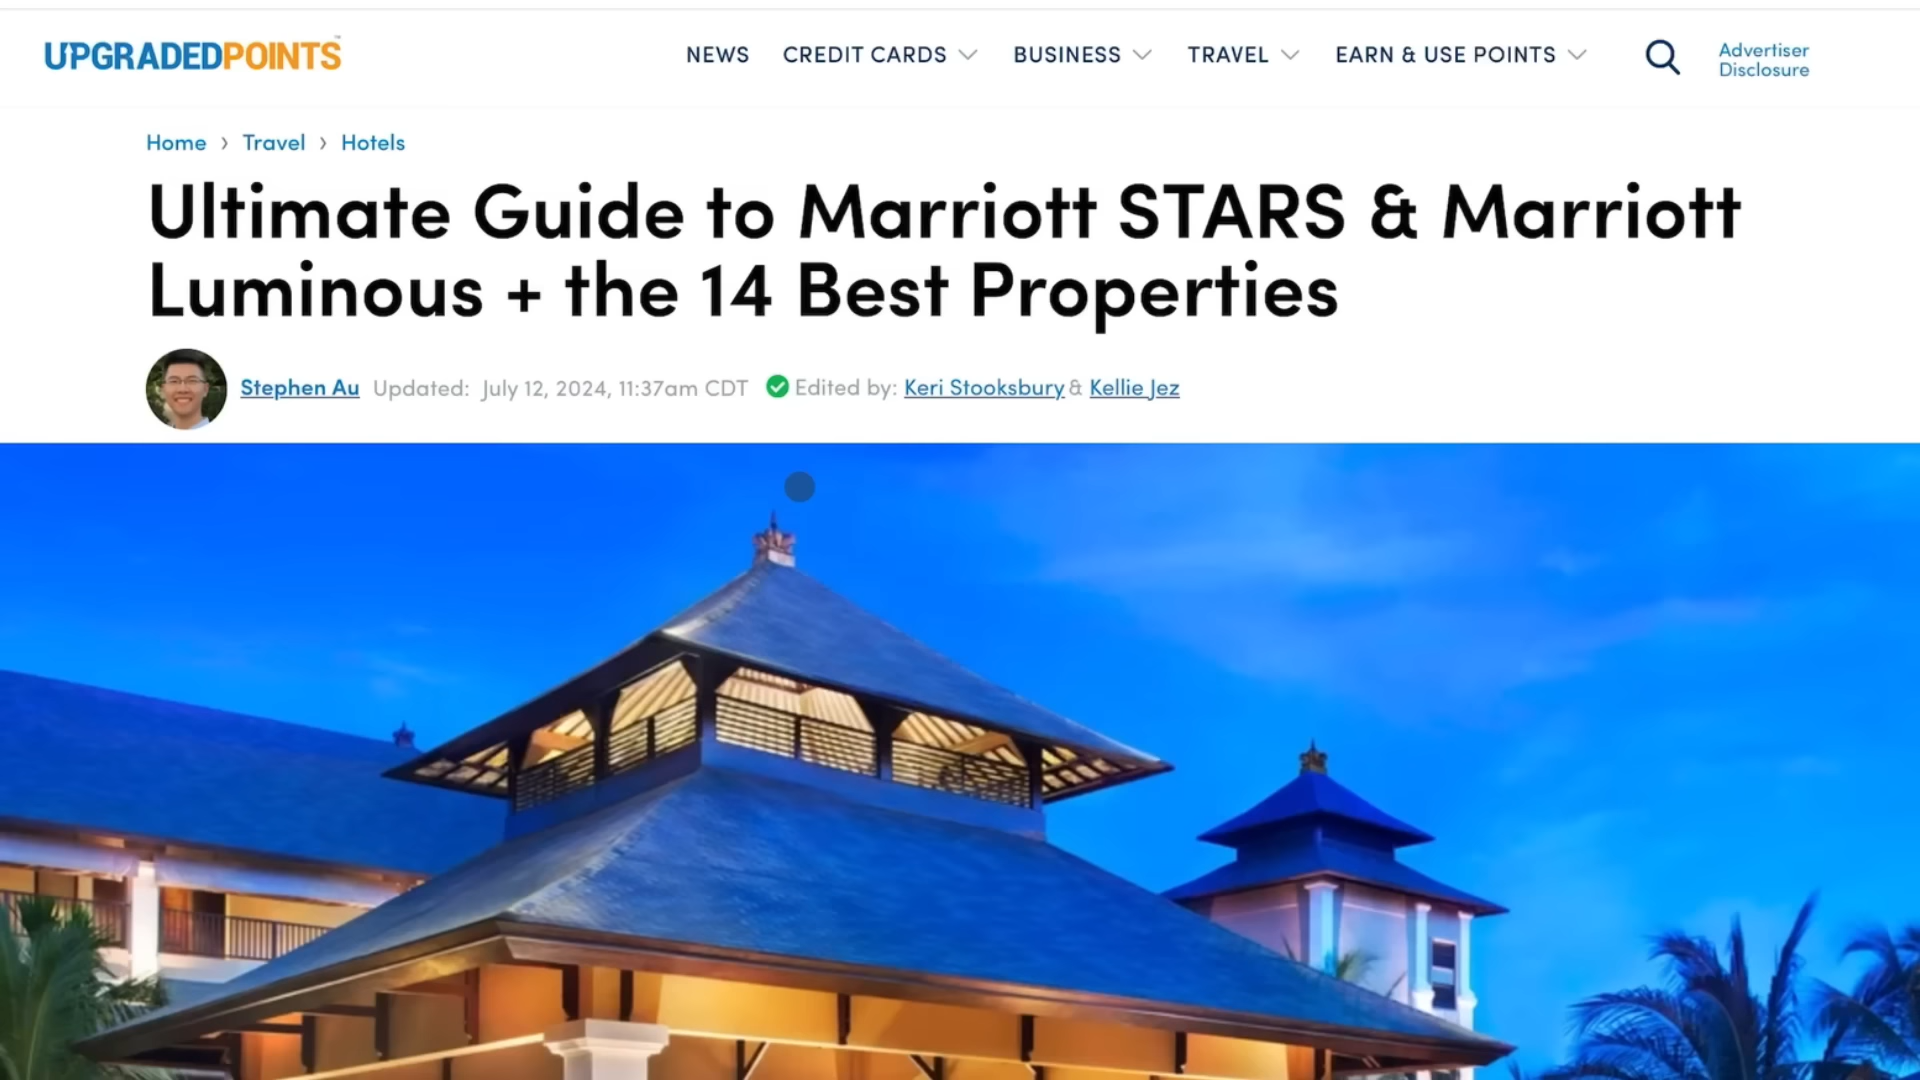 UPGRADEDPOINTS™
NEWS CREDIT CARDS BUSINESS TRAVEL EARN & USE POINTS
Advertiser
Disclosure
Home > Travel > Hotels
Ultimate Guide to Marriott STARS & Marriott
Luminous + the 14 Best Properties
Stephen Au Updated: July 12, 2024, 11:37am CDT Edited by: Keri Stooksbury & Kellie Jez